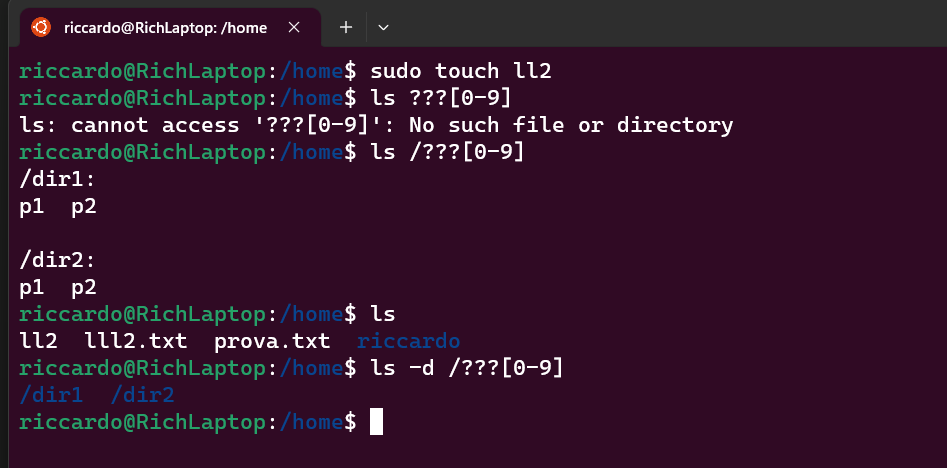 riccardo@RichLaptop: /home
riccardo@RichLaptop:/home$ sudo touch ll2
riccardo@RichLaptop:/home$ ls ???[0-9]
ls: cannot access '???[0-9]': No such file or directory
riccardo@RichLaptop:/home$ ls /???[0-9]
/dir1:
p1  p2
/dir2:
p1  p2
riccardo@RichLaptop:/home$ ls
ll2  lll2.txt  prova.txt  riccardo
riccardo@RichLaptop:/home$ ls -d /???[0-9]
/dir1  /dir2
riccardo@RichLaptop:/home$